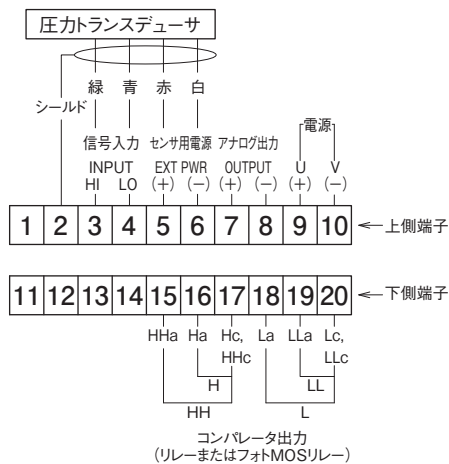 圧力トランスデューサ
緑 青 赤 白
シールド
電源
信号入力 センサ用電源 アナログ出力
INPUT EXT PWR OUTPUT U V
HI LO (+) (−) (+) (−) (+) (−)
1 2 3 4 5 6 7 8 9 10 上側端子
11 12 13 14 15 16 17 18 19 20 下側端子
HHa Ha Hc, La LLa Lc,
HHc LLc
H LL
HH L
コンパレータ出力
(リレーまたはフォトMOSリレー)